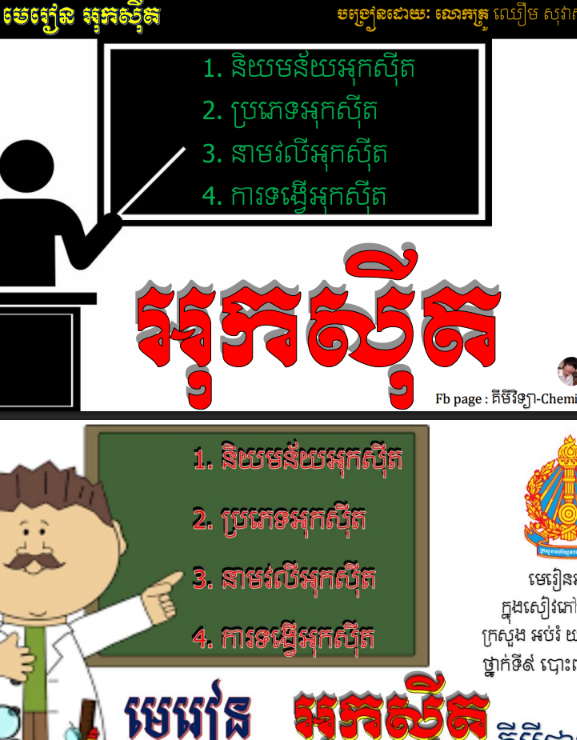 មេរៀន អុកស៊ីត
បង្រៀនដោយ: លោកគ្រូ ឈឿម
1. និយមន័យអុកស៊ីត
2. ប្រភេទអុកស៊ីត
3. នាមវលីអុកស៊ីត
4. ការទង្វើអុកស៊ីត
អុកស៊ីត
Fb page : គីមីវិទ្យា-Chemi
1. និយមន័យអុកស៊ីត
2. ប្រភេទអុកស៊ីត
3. នាមវលីអុកស៊ីត
4. ការទង្វើអុកស៊ីត
មេរៀន
ក្នុងសៀវភៅ
ក្រសួង អប់រំ
ថ្នាក់ទី៩
មេរៀន អុកស៊ីត